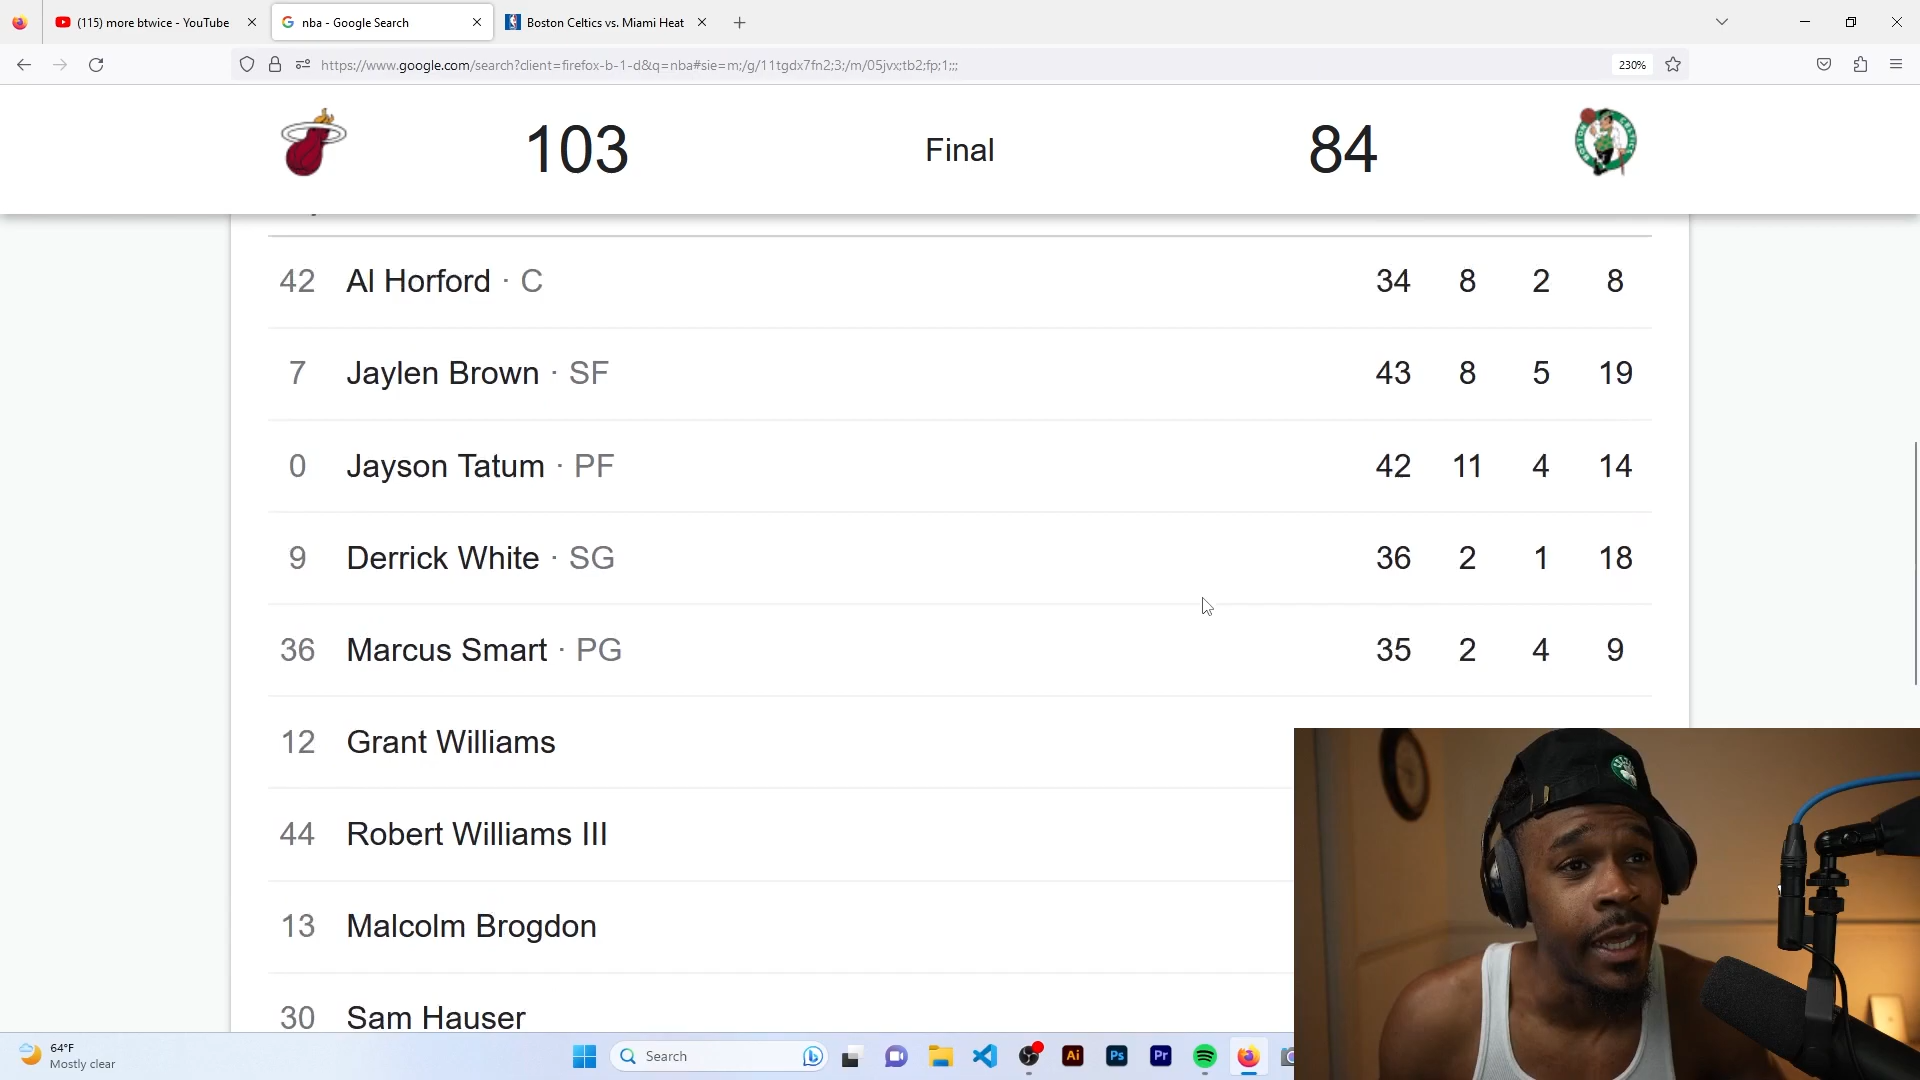 (115) more btwice - YouTube
nba - Google Search
Boston Celtics vs. Miami Heat
https://www.google.com/search?client=firefox-b-1-d&q=nba#sie=m;/g/11tgdx7fn2;3;/m/05jvx;tb2;fp;1;;;
230%
103 Final 84
42 Al Horford · C 34 8 2 8
7 Jaylen Brown · SF 43 8 5 19
0 Jayson Tatum · PF 42 11 4 14
9 Derrick White · SG 36 2 1 18
36 Marcus Smart · PG 35 2 4 9
12 Grant Williams
44 Robert Williams III
13 Malcolm Brogdon
30 Sam Hauser
64°F
Mostly clear
Search
Ai
Ps
Pr